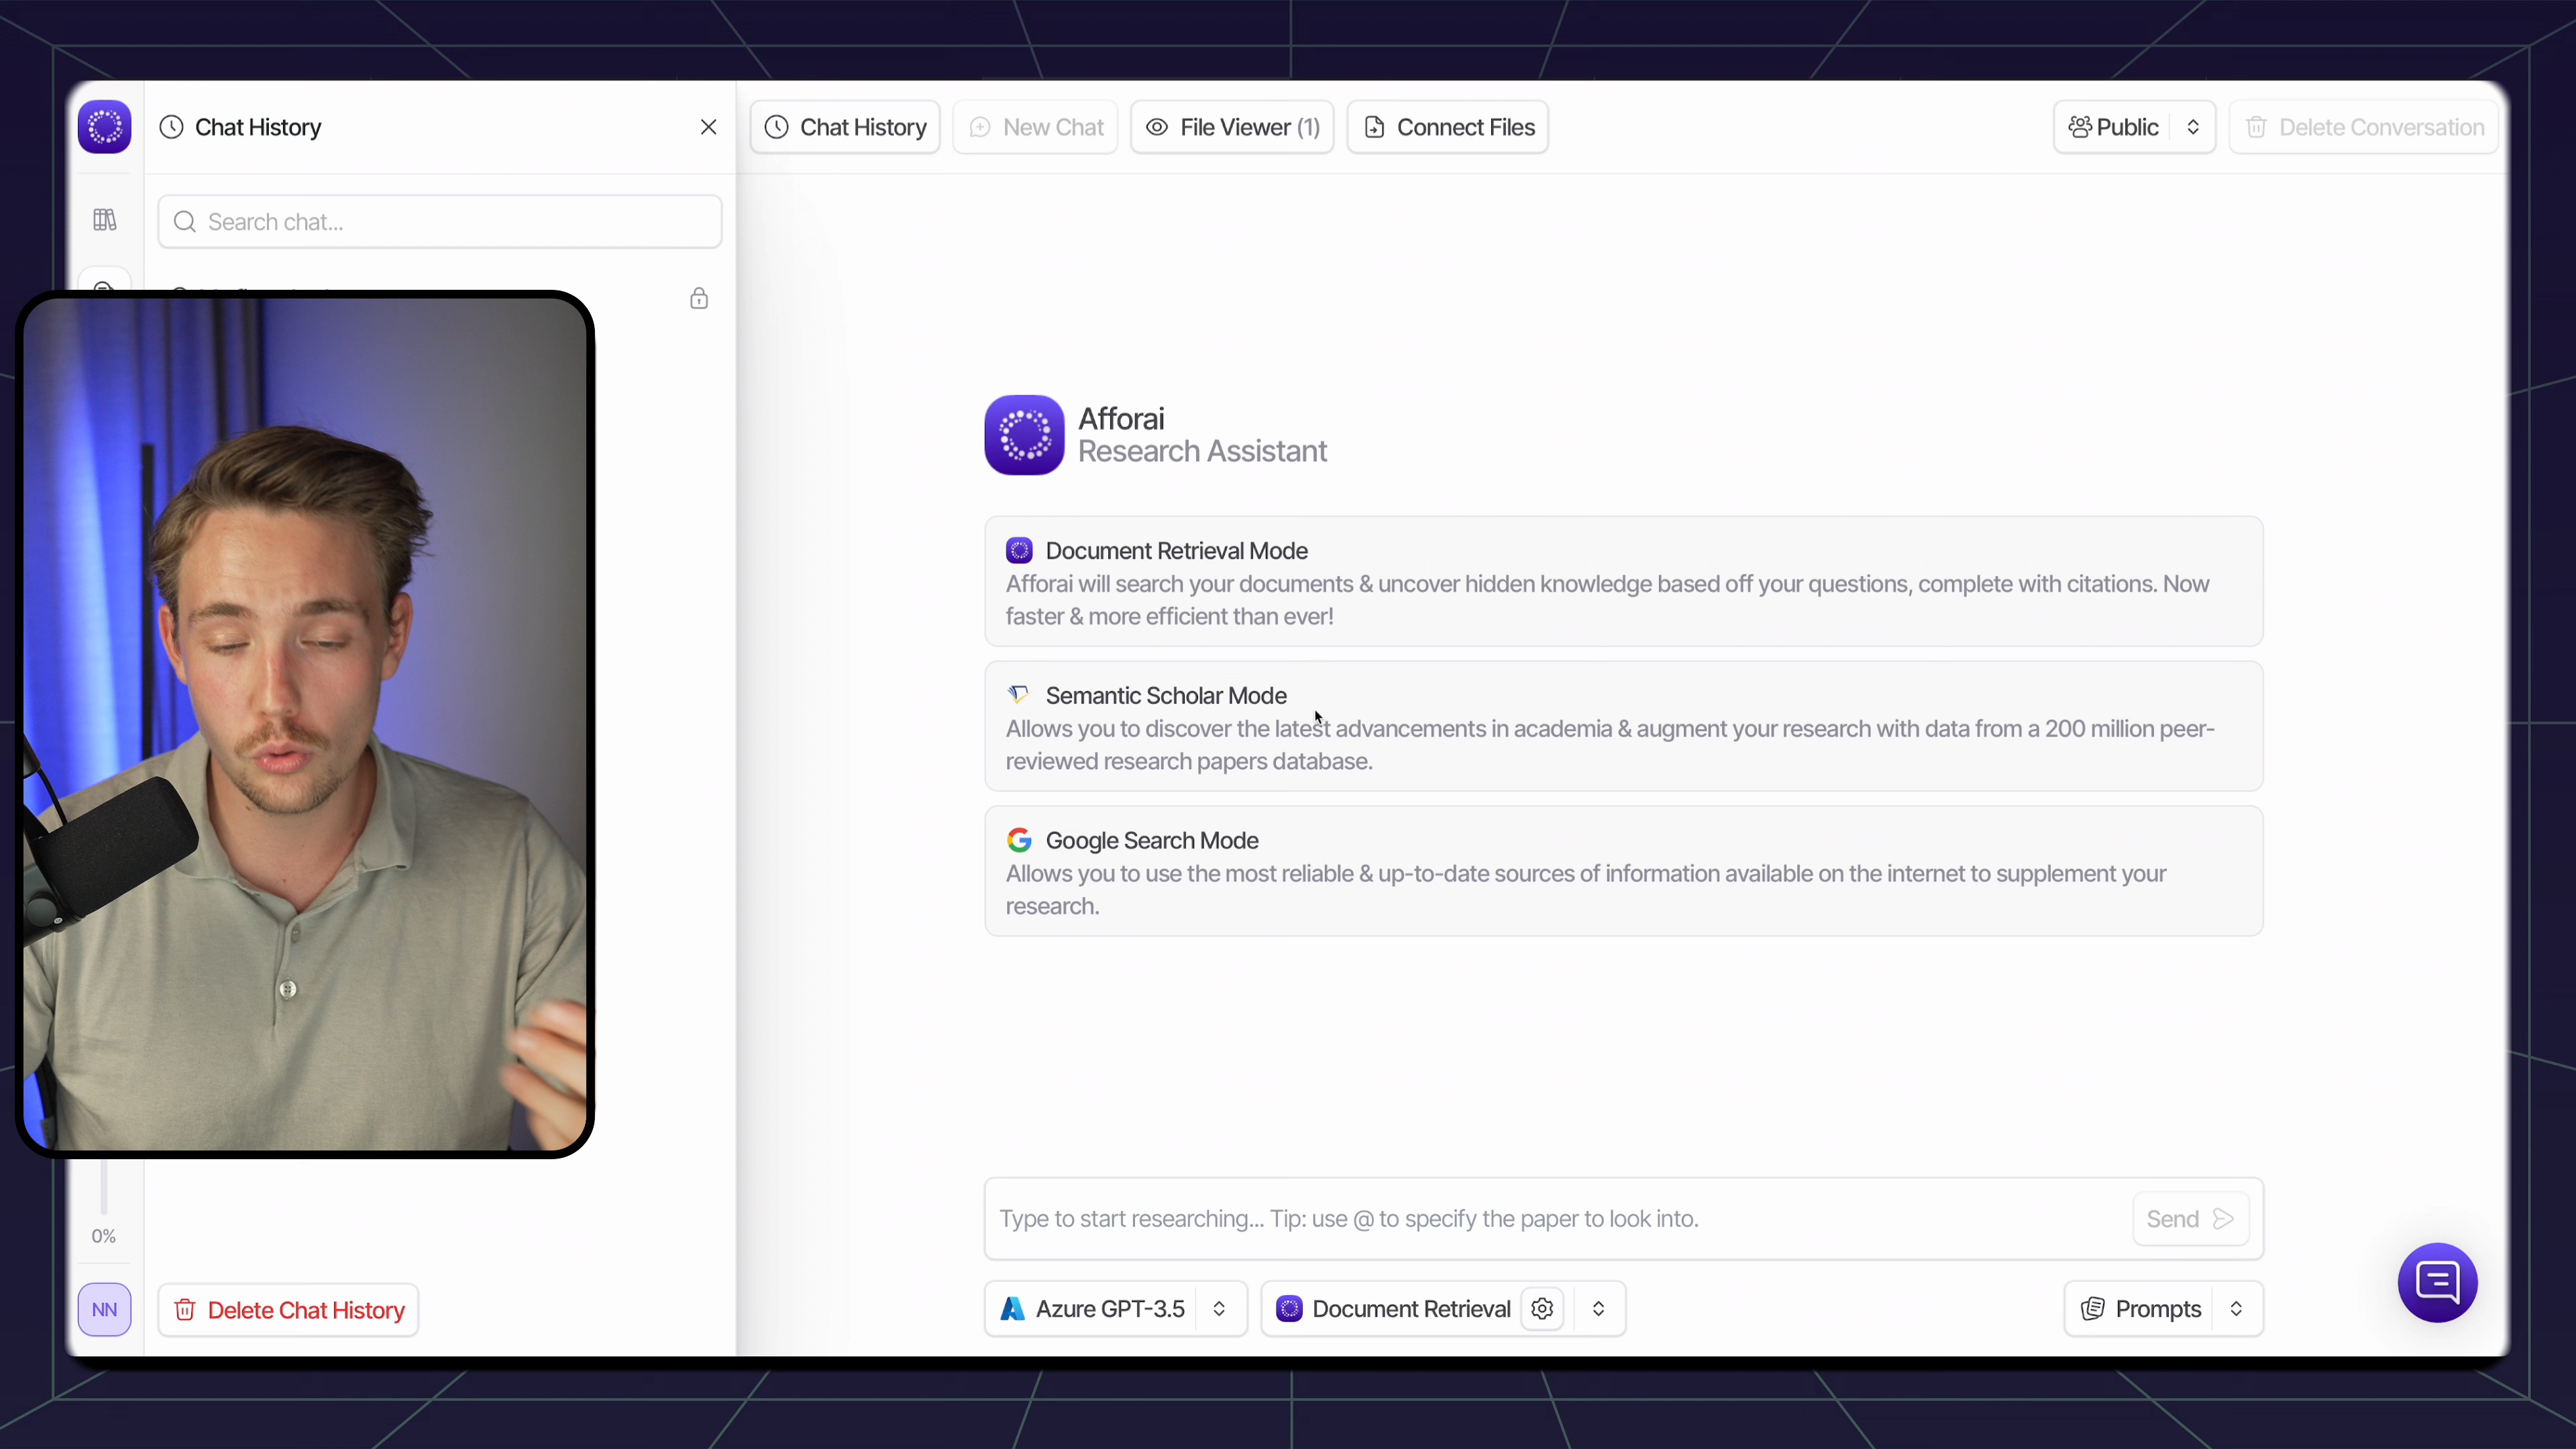 Chat History
Chat History
New Chat
File Viewer (1)
Connect Files
Public
Delete Conversation
Search chat...
Afforai
Research Assistant
Document Retrieval Mode
Afforai will search your documents & uncover hidden knowledge based off your questions, complete with citations. Now
faster & more efficient than ever!
Semantic Scholar Mode
Allows you to discover the latest advancements in academia & augment your research with data from a 200 million peer-
reviewed research papers database.
Google Search Mode
Allows you to use the most reliable & up-to-date sources of information available on the internet to supplement your
research.
Type to start researching... Tip: use @ to specify the paper to look into.
Send
0%
NN
Delete Chat History
Azure GPT-3.5
Document Retrieval
Prompts